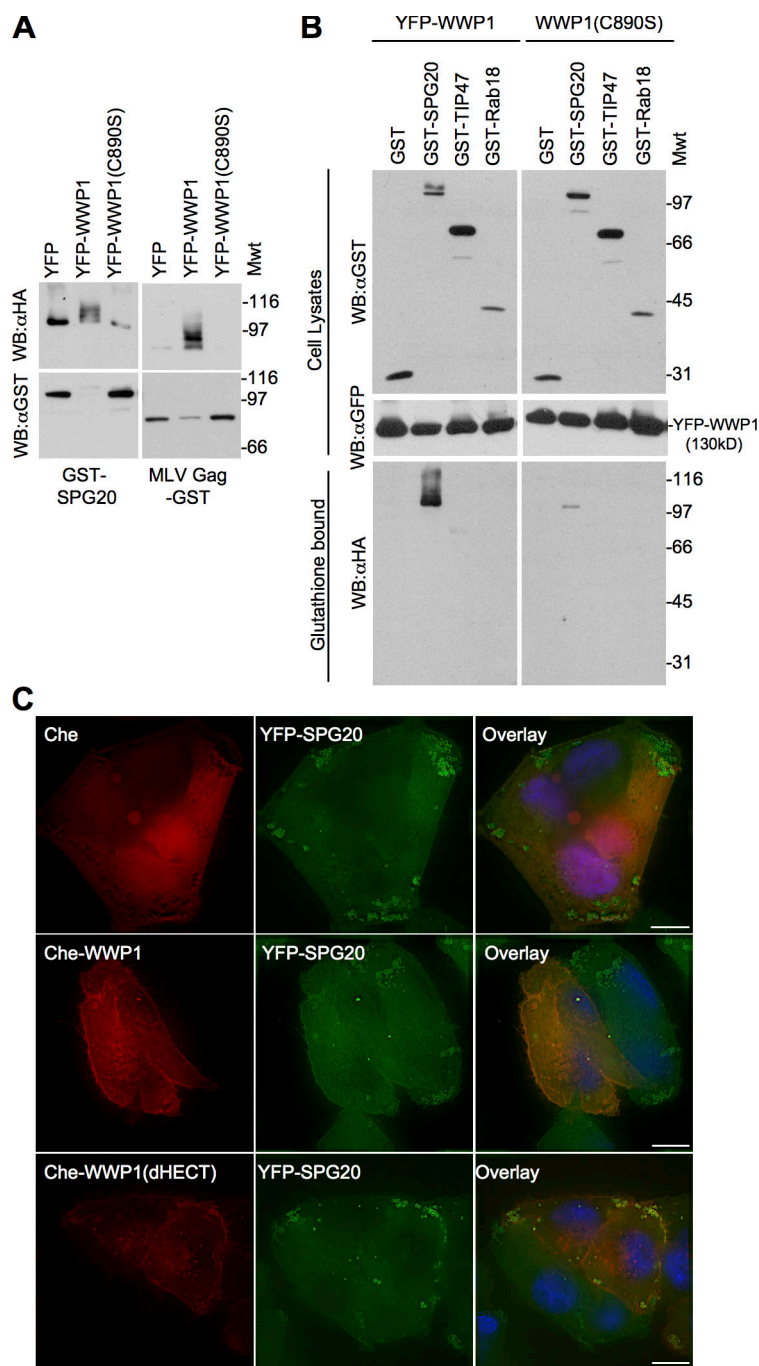 A
YFP
YFP-WWP1
YFP-WWP1(C890S)
YFP
YFP-WWP1
YFP-WWP1(C890S)
Mwt
WB:αHA
-116
-97
WB:αGST
-116
-97
-66
GST-
SPG20
MLV Gag
-GST
B
YFP-WWP1
WWP1(C890S)
GST
GST-SPG20
GST-TIP47
GST-Rab18
GST
GST-SPG20
GST-TIP47
GST-Rab18
Mwt
Cell Lysates
WB:αGST
-97
-66
-45
-31
WB:αGFP
-YFP-WWP1
(130kD)
Glutathione bound
WB:αHA
-116
-97
-66
-45
-31
C
Che
YFP-SPG20
Overlay
Che-WWP1
YFP-SPG20
Overlay
Che-WWP1(dHECT)
YFP-SPG20
Overlay